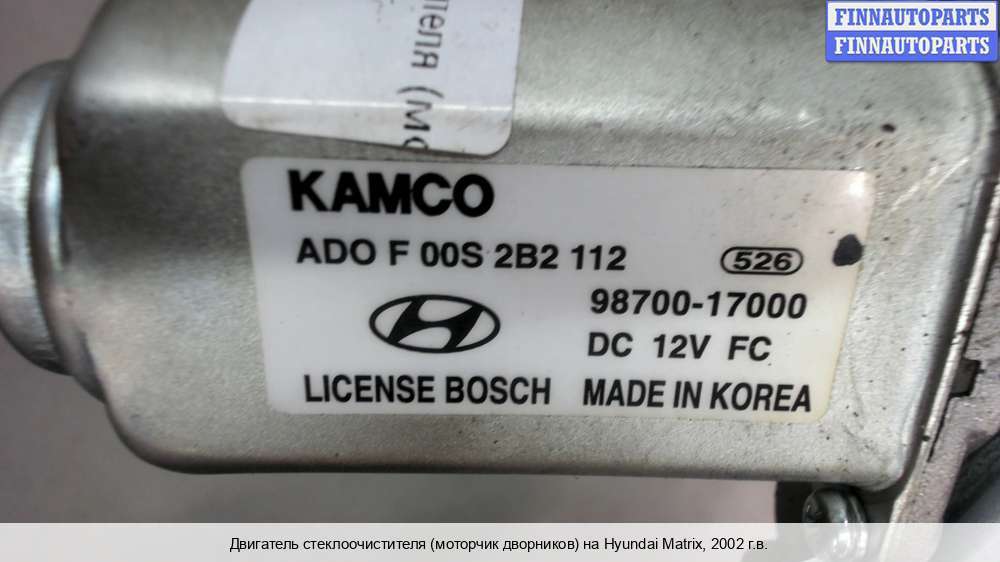 FINNAUTOPARTS
FINNAUTOPARTS
KAMCO
ADO F 00S 2B2 112 526
98700-17000
DC 12V FC
LICENSE BOSCH MADE IN KOREA
Двигатель стеклоочистителя (моторчик дворников) на Hyundai Matrix, 2002 г.в.